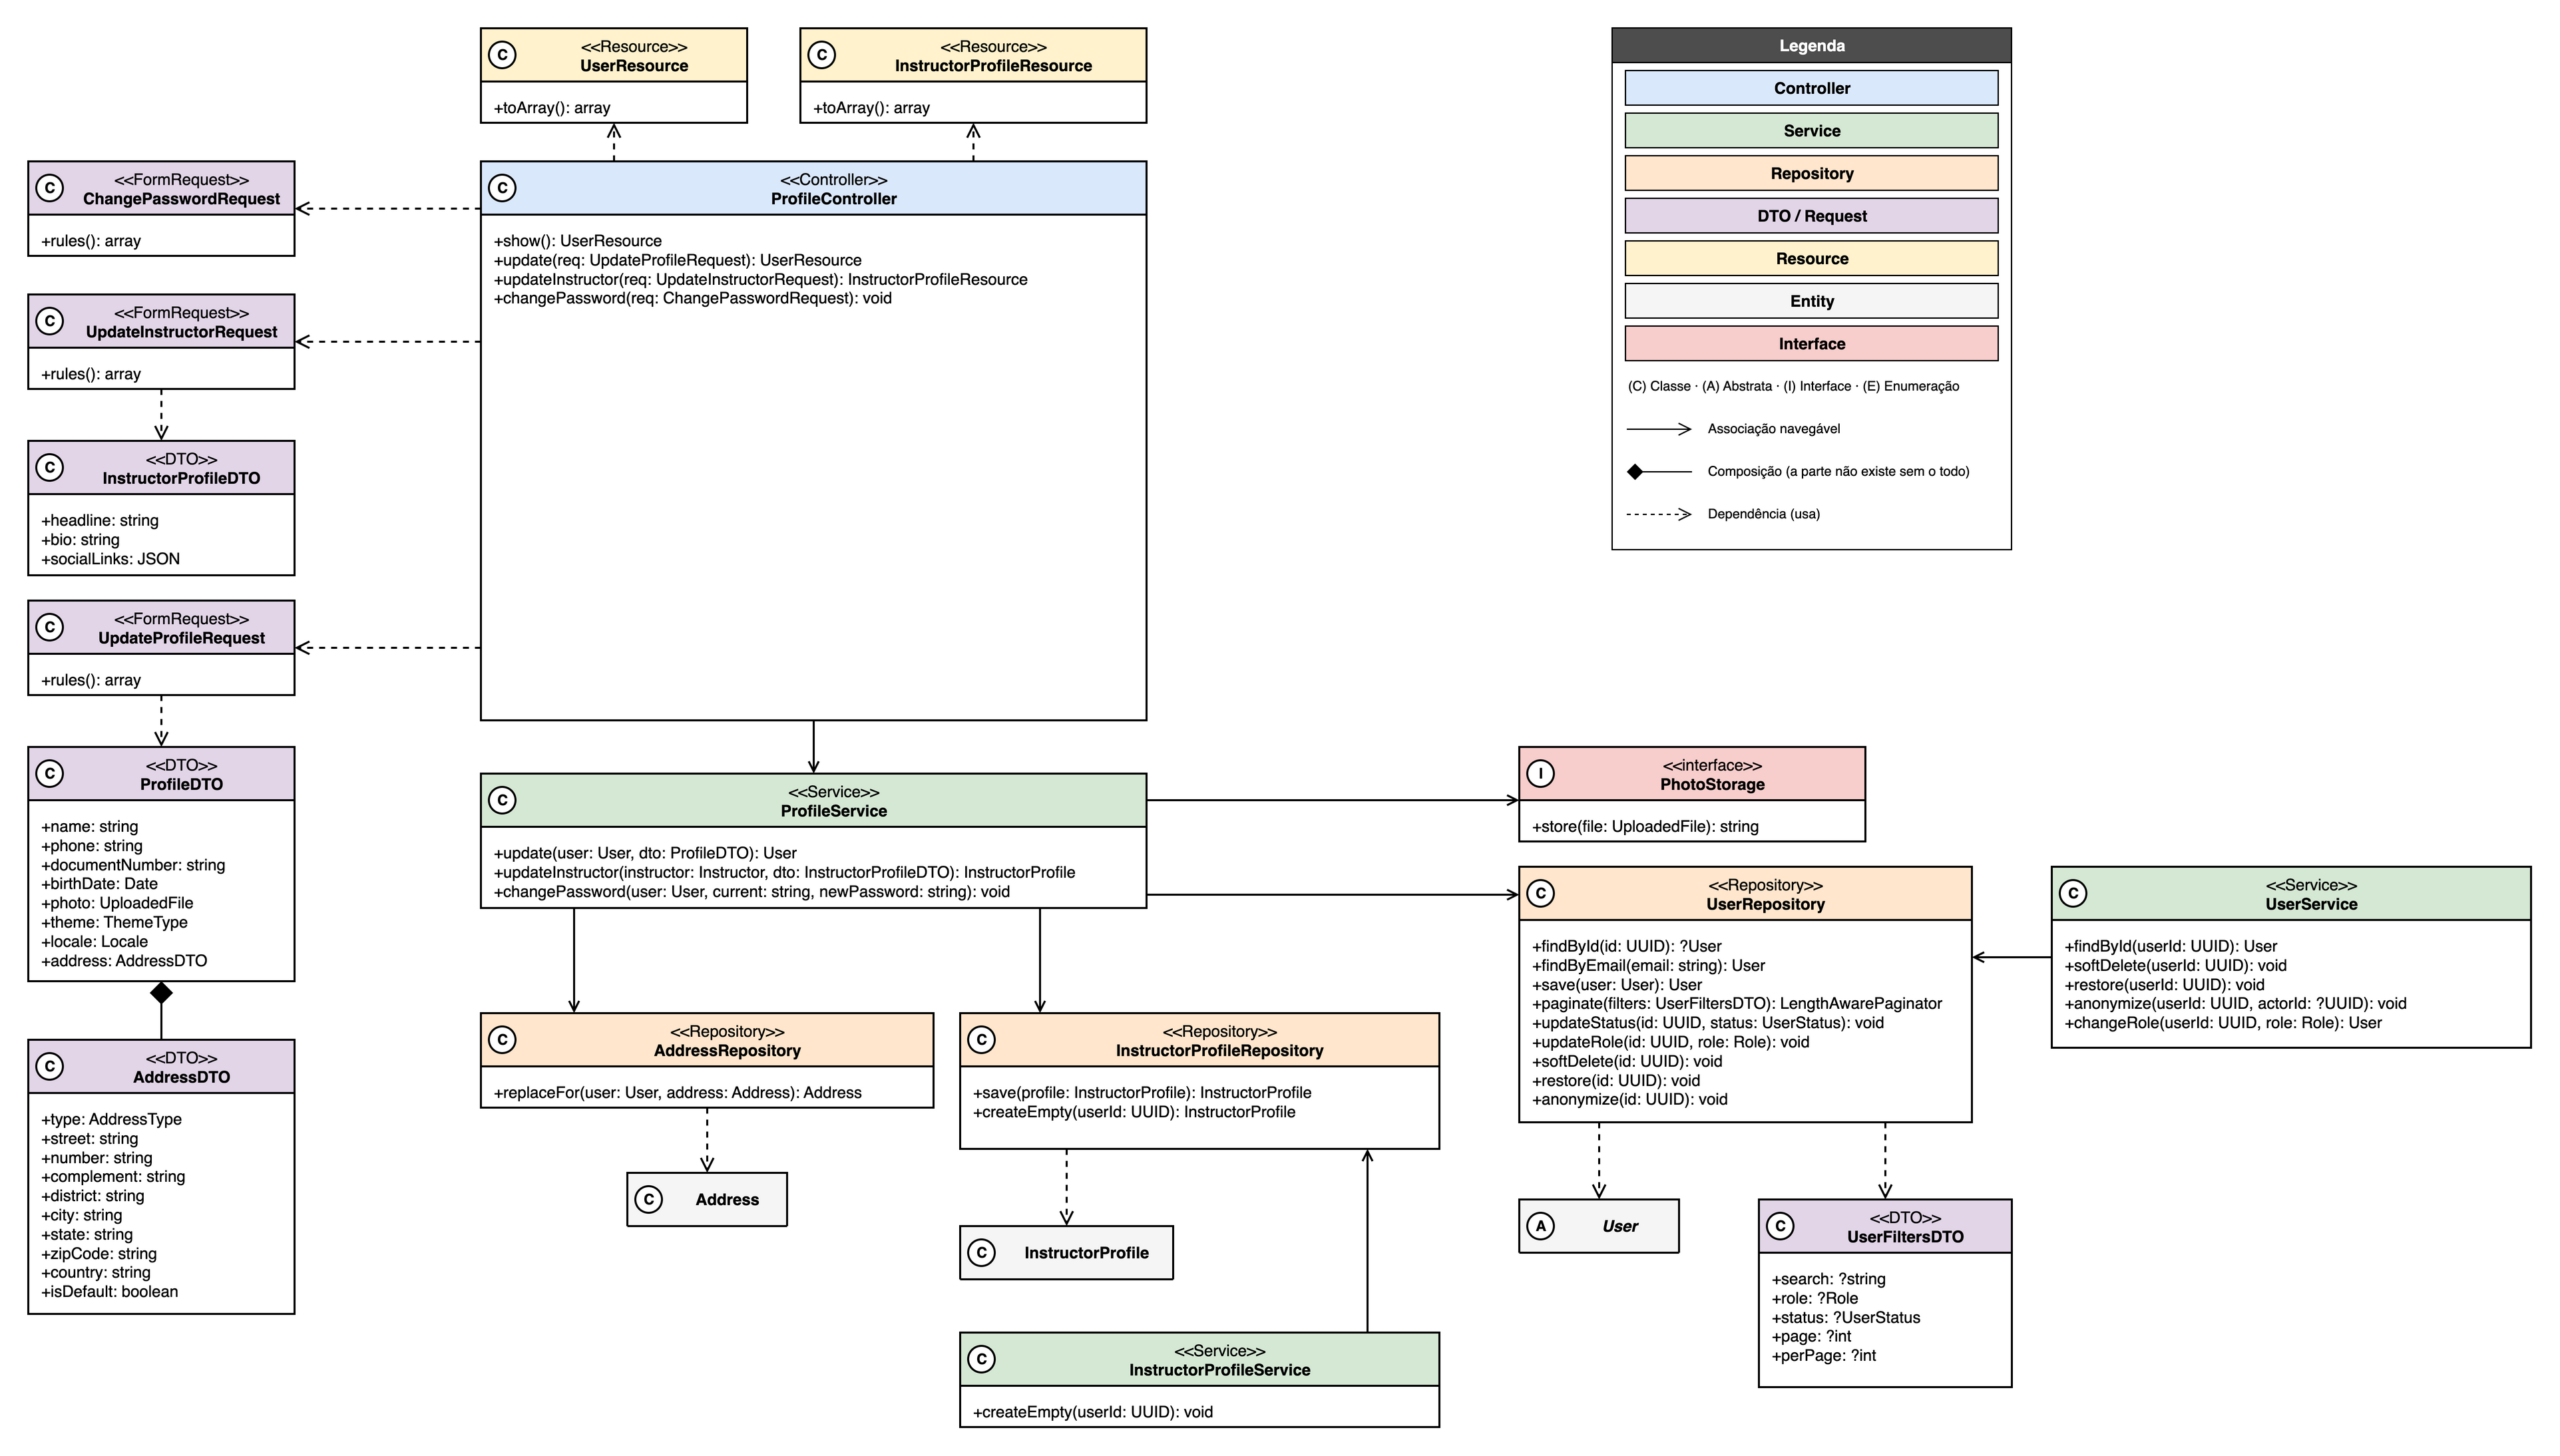 C
<<Resource>>
UserResource
+toArray(): array
C
<<Resource>>
InstructorProfileResource
+toArray(): array
Legenda
Controller
Service
Repository
DTO / Request
Resource
Entity
Interface
(C) Classe · (A) Abstrata · (I) Interface · (E) Enumeração
Associação navegável
Composição (a parte não existe sem o todo)
Dependência (usa)
C
<<FormRequest>>
ChangePasswordRequest
+rules(): array
C
<<Controller>>
ProfileController
+show(): UserResource
+update(req: UpdateProfileRequest): UserResource
+updateInstructor(req: UpdateInstructorRequest): InstructorProfileResource
+changePassword(req: ChangePasswordRequest): void
C
<<FormRequest>>
UpdateInstructorRequest
+rules(): array
C
<<DTO>>
InstructorProfileDTO
+headline: string
+bio: string
+socialLinks: JSON
C
<<FormRequest>>
UpdateProfileRequest
+rules(): array
C
<<DTO>>
ProfileDTO
+name: string
+phone: string
+documentNumber: string
+birthDate: Date
+photo: UploadedFile
+theme: ThemeType
+locale: Locale
+address: AddressDTO
C
<<Service>>
ProfileService
+update(user: User, dto: ProfileDTO): User
+updateInstructor(instructor: Instructor, dto: InstructorProfileDTO): InstructorProfile
+changePassword(user: User, current: string, newPassword: string): void
I
<<interface>>
PhotoStorage
+store(file: UploadedFile): string
C
<<Repository>>
UserRepository
+findById(id: UUID): ?User
+findByEmail(email: string): User
+save(user: User): User
+paginate(filters: UserFiltersDTO): LengthAwarePaginator
+updateStatus(id: UUID, status: UserStatus): void
+updateRole(id: UUID, role: Role): void
+softDelete(id: UUID): void
+restore(id: UUID): void
+anonymize(id: UUID): void
C
<<Service>>
UserService
+findById(userId: UUID): User
+softDelete(userId: UUID): void
+restore(userId: UUID): void
+anonymize(userId: UUID, actorId: ?UUID): void
+changeRole(userId: UUID, role: Role): User
C
<<DTO>>
AddressDTO
+type: AddressType
+street: string
+number: string
+complement: string
+district: string
+city: string
+state: string
+zipCode: string
+country: string
+isDefault: boolean
C
<<Repository>>
AddressRepository
+replaceFor(user: User, address: Address): Address
C
<<Repository>>
InstructorProfileRepository
+save(profile: InstructorProfile): InstructorProfile
+createEmpty(userId: UUID): InstructorProfile
C
Address
C
InstructorProfile
A
User
C
<<DTO>>
UserFiltersDTO
+search: ?string
+role: ?Role
+status: ?UserStatus
+page: ?int
+perPage: ?int
C
<<Service>>
InstructorProfileService
+createEmpty(userId: UUID): void